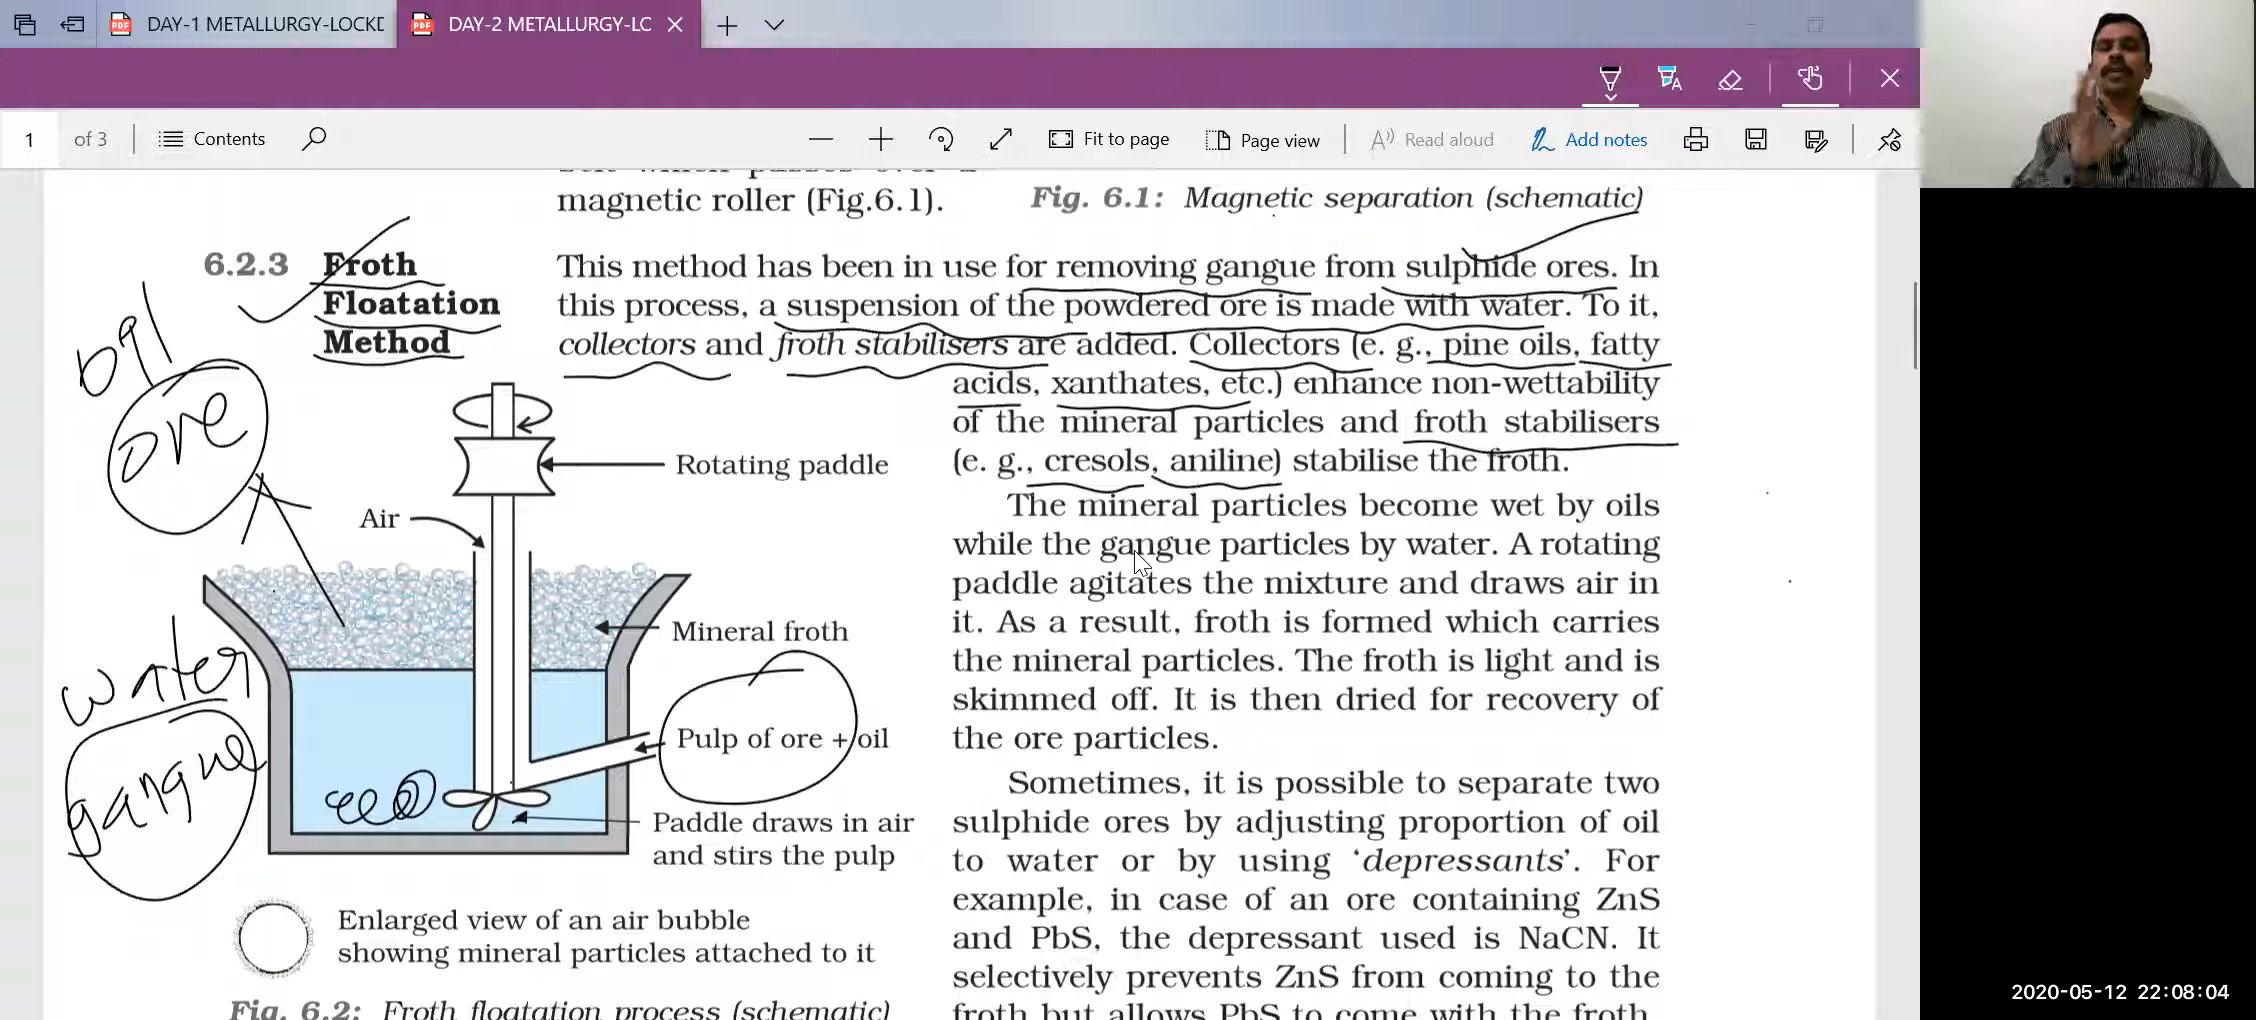 DAY-1 METALLURGY-LOCKD
DAY-2 METALLURGY-LC
1 of 3
Contents
Fit to page
Page view
Read aloud
Add notes
magnetic roller (Fig.6.1).
Fig. 6.1: Magnetic separation (schematic)
6.2.3 Froth
Floatation
Method
This method has been in use for removing gangue from sulphide ores. In
this process, a suspension of the powdered ore is made with water. To it,
collectors and froth stabilisers are added. Collectors (e. g., pine oils, fatty
acids, xanthates, etc.) enhance non-wettability
of the mineral particles and froth stabilisers
(e. g., cresols, aniline) stabilise the froth.
The mineral particles become wet by oils
while the gangue particles by water. A rotating
paddle agitates the mixture and draws air in
it. As a result, froth is formed which carries
the mineral particles. The froth is light and is
skimmed off. It is then dried for recovery of
the ore particles.
Sometimes, it is possible to separate two
sulphide ores by adjusting proportion of oil
to water or by using ‘depressants’. For
example, in case of an ore containing ZnS
and PbS, the depressant used is NaCN. It
selectively prevents ZnS from coming to the
froth but allows PbS to come with the froth.
ore
water
gangue
Rotating paddle
Air
Mineral froth
Pulp of ore + oil
Paddle draws in air
and stirs the pulp
Enlarged view of an air bubble
showing mineral particles attached to it
Fig. 6.2: Froth floatation process (schematic)
2020-05-12 22:08:04